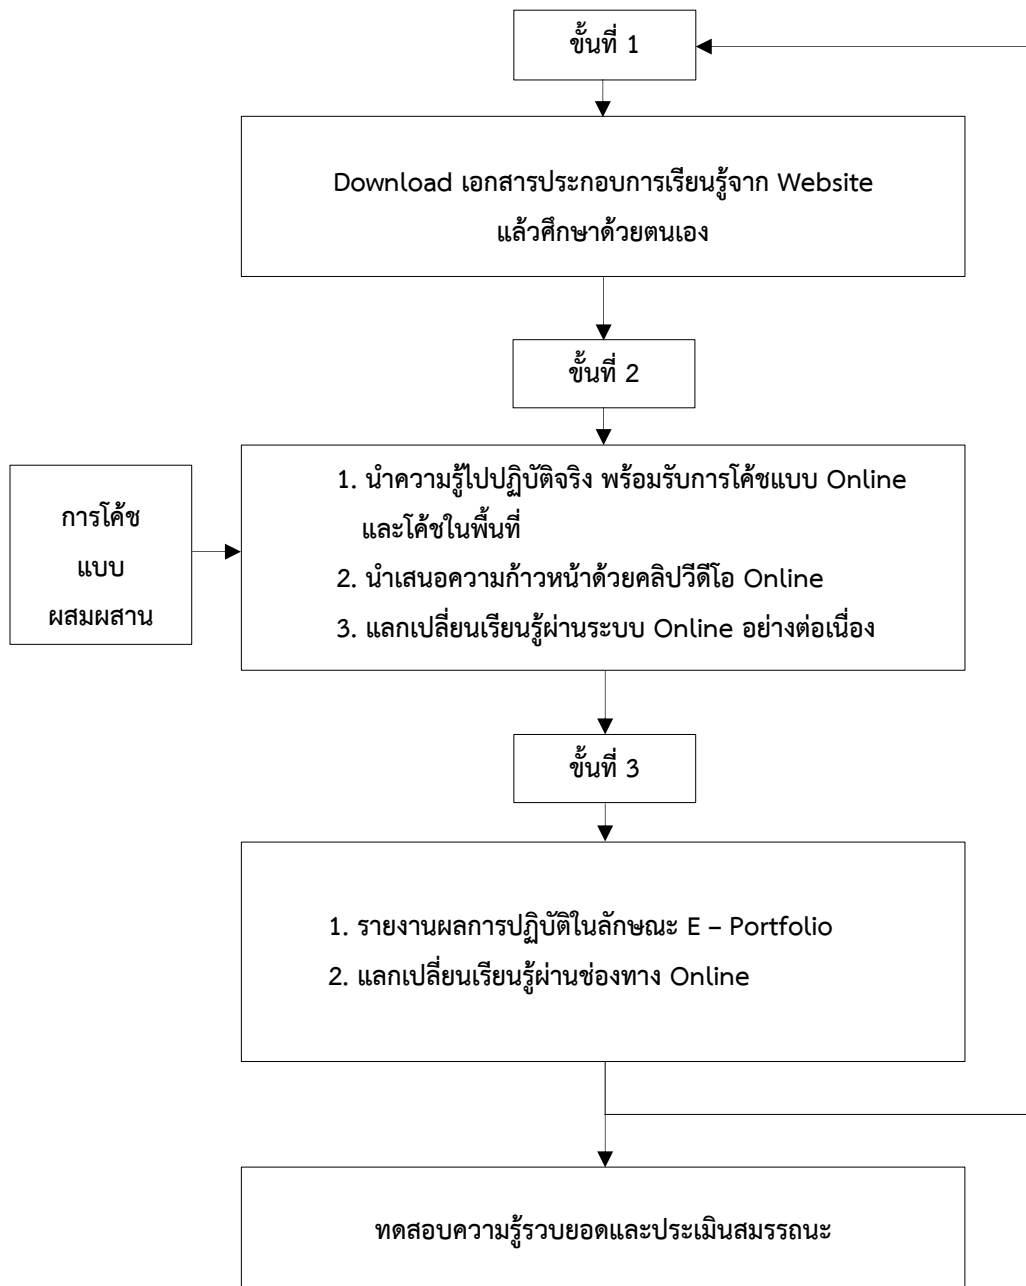 ขั้นที่ 1
Download เอกสารประกอบการเรียนรู้จาก Website
แล้วศึกษาด้วยตนเอง
ขั้นที่ 2
การโค้ช
แบบ
ผสมผสาน
1. นำความรู้ไปปฏิบัติจริง พร้อมรับการโค้ชแบบ Online
และโค้ชในพื้นที่
2. นำเสนอความก้าวหน้าด้วยคลิปวีดีโอ Online
3. แลกเปลี่ยนเรียนรู้ผ่านระบบ Online อย่างต่อเนื่อง
ขั้นที่ 3
1. รายงานผลการปฏิบัติในลักษณะ E – Portfolio
2. แลกเปลี่ยนเรียนรู้ผ่านช่องทาง Online
ทดสอบความรู้รวบยอดและประเมินสมรรถนะ